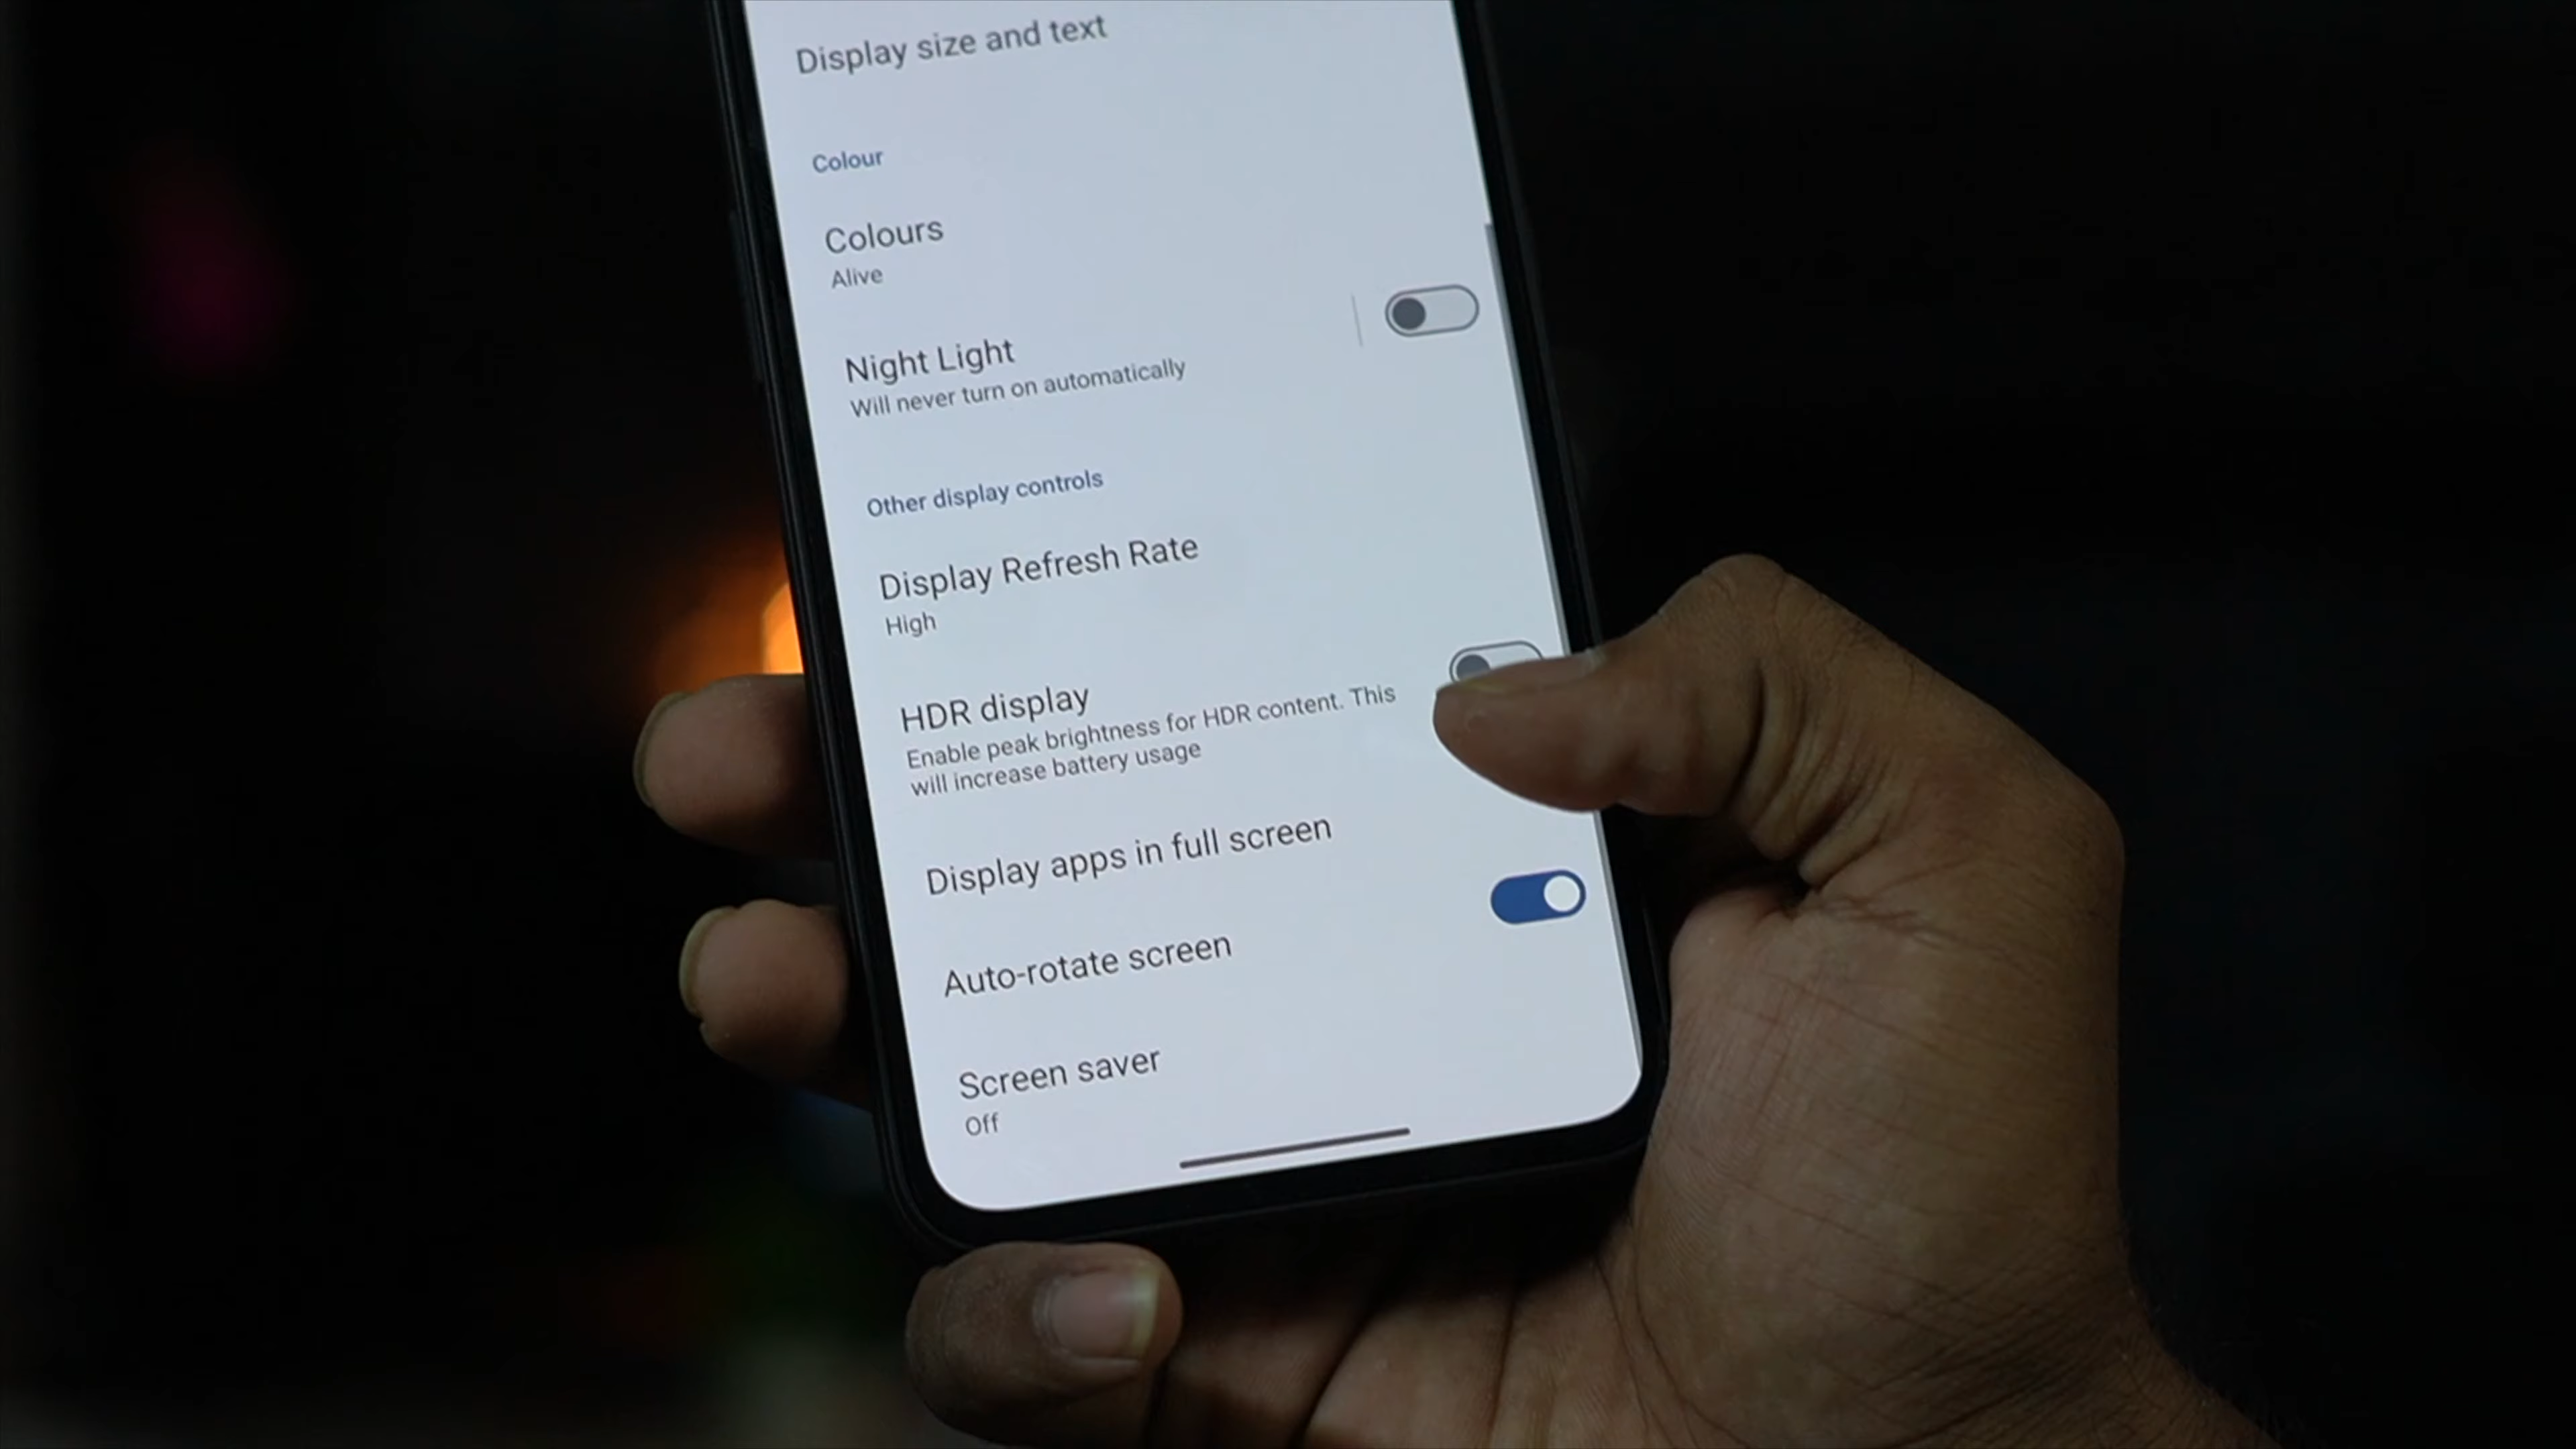 Display size and text
Colour
Colours
Alive
Night Light
Will never turn on automatically
Other display controls
Display Refresh Rate
High
HDR display
Enable peak brightness for HDR content. This
will increase battery usage
Display apps in full screen
Auto-rotate screen
Screen saver
Off